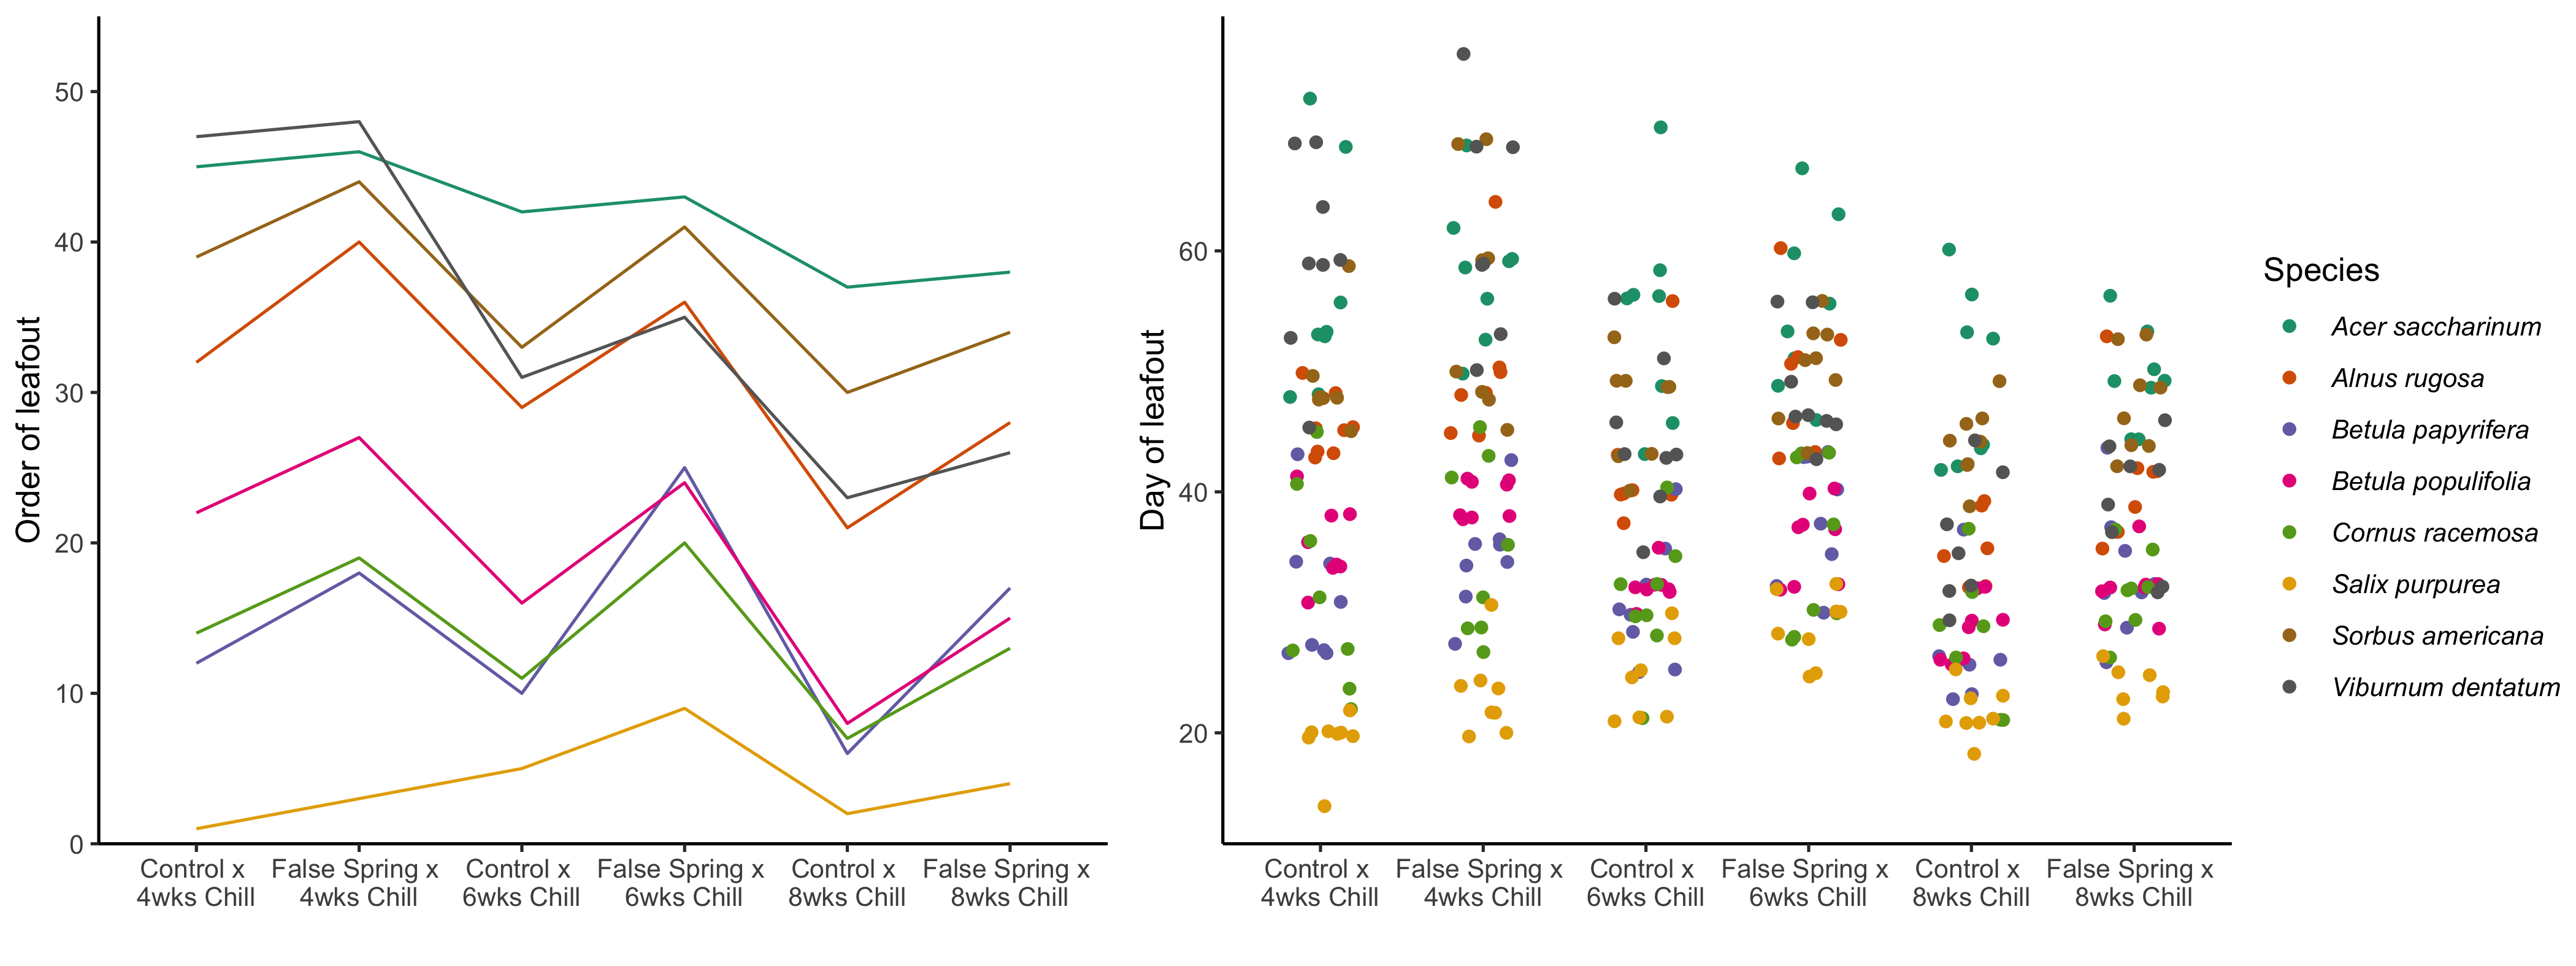 Order of leafout
50
40
30
20
10
0
Control x
4wks Chill
False Spring x
4wks Chill
Control x
6wks Chill
False Spring x
6wks Chill
Control x
8wks Chill
False Spring x
8wks Chill
Day of leafout
60
40
20
Control x
4wks Chill
False Spring x
4wks Chill
Control x
6wks Chill
False Spring x
6wks Chill
Control x
8wks Chill
False Spring x
8wks Chill
Species
Acer saccharinum
Alnus rugosa
Betula papyrifera
Betula populifolia
Cornus racemosa
Salix purpurea
Sorbus americana
Viburnum dentatum